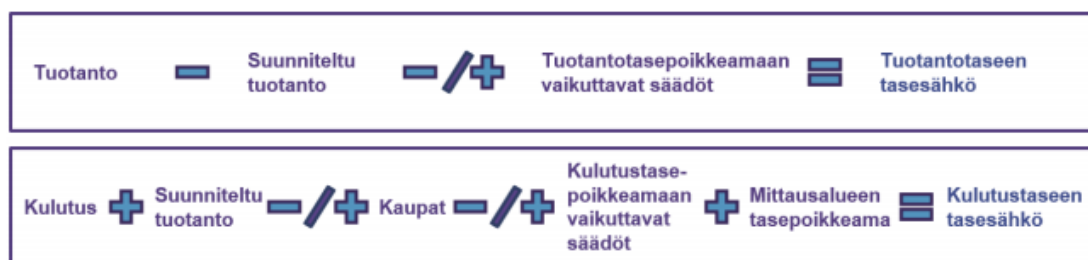 Tuotanto
Suunniteltu
tuotanto
Tuotantotasepoikkeamaan
vaikuttavat säädöt
Tuotantotaseen
tasesähkö
Kulutus
Suunniteltu
tuotanto
Kaupat
Kulutustase-
poikkeamaan
vaikuttavat
säädöt
Mittausalueen
tasepoikkeama
Kulutustaseen
tasesähkö